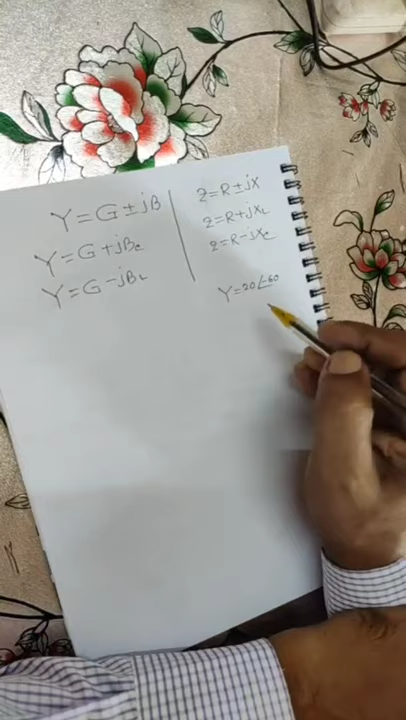 Y = G ± jB
Y = G + jBc
Y = G - jBL
Z = R ± jX
Z = R + jXL
Z = R - jXc
Y = 20∠60